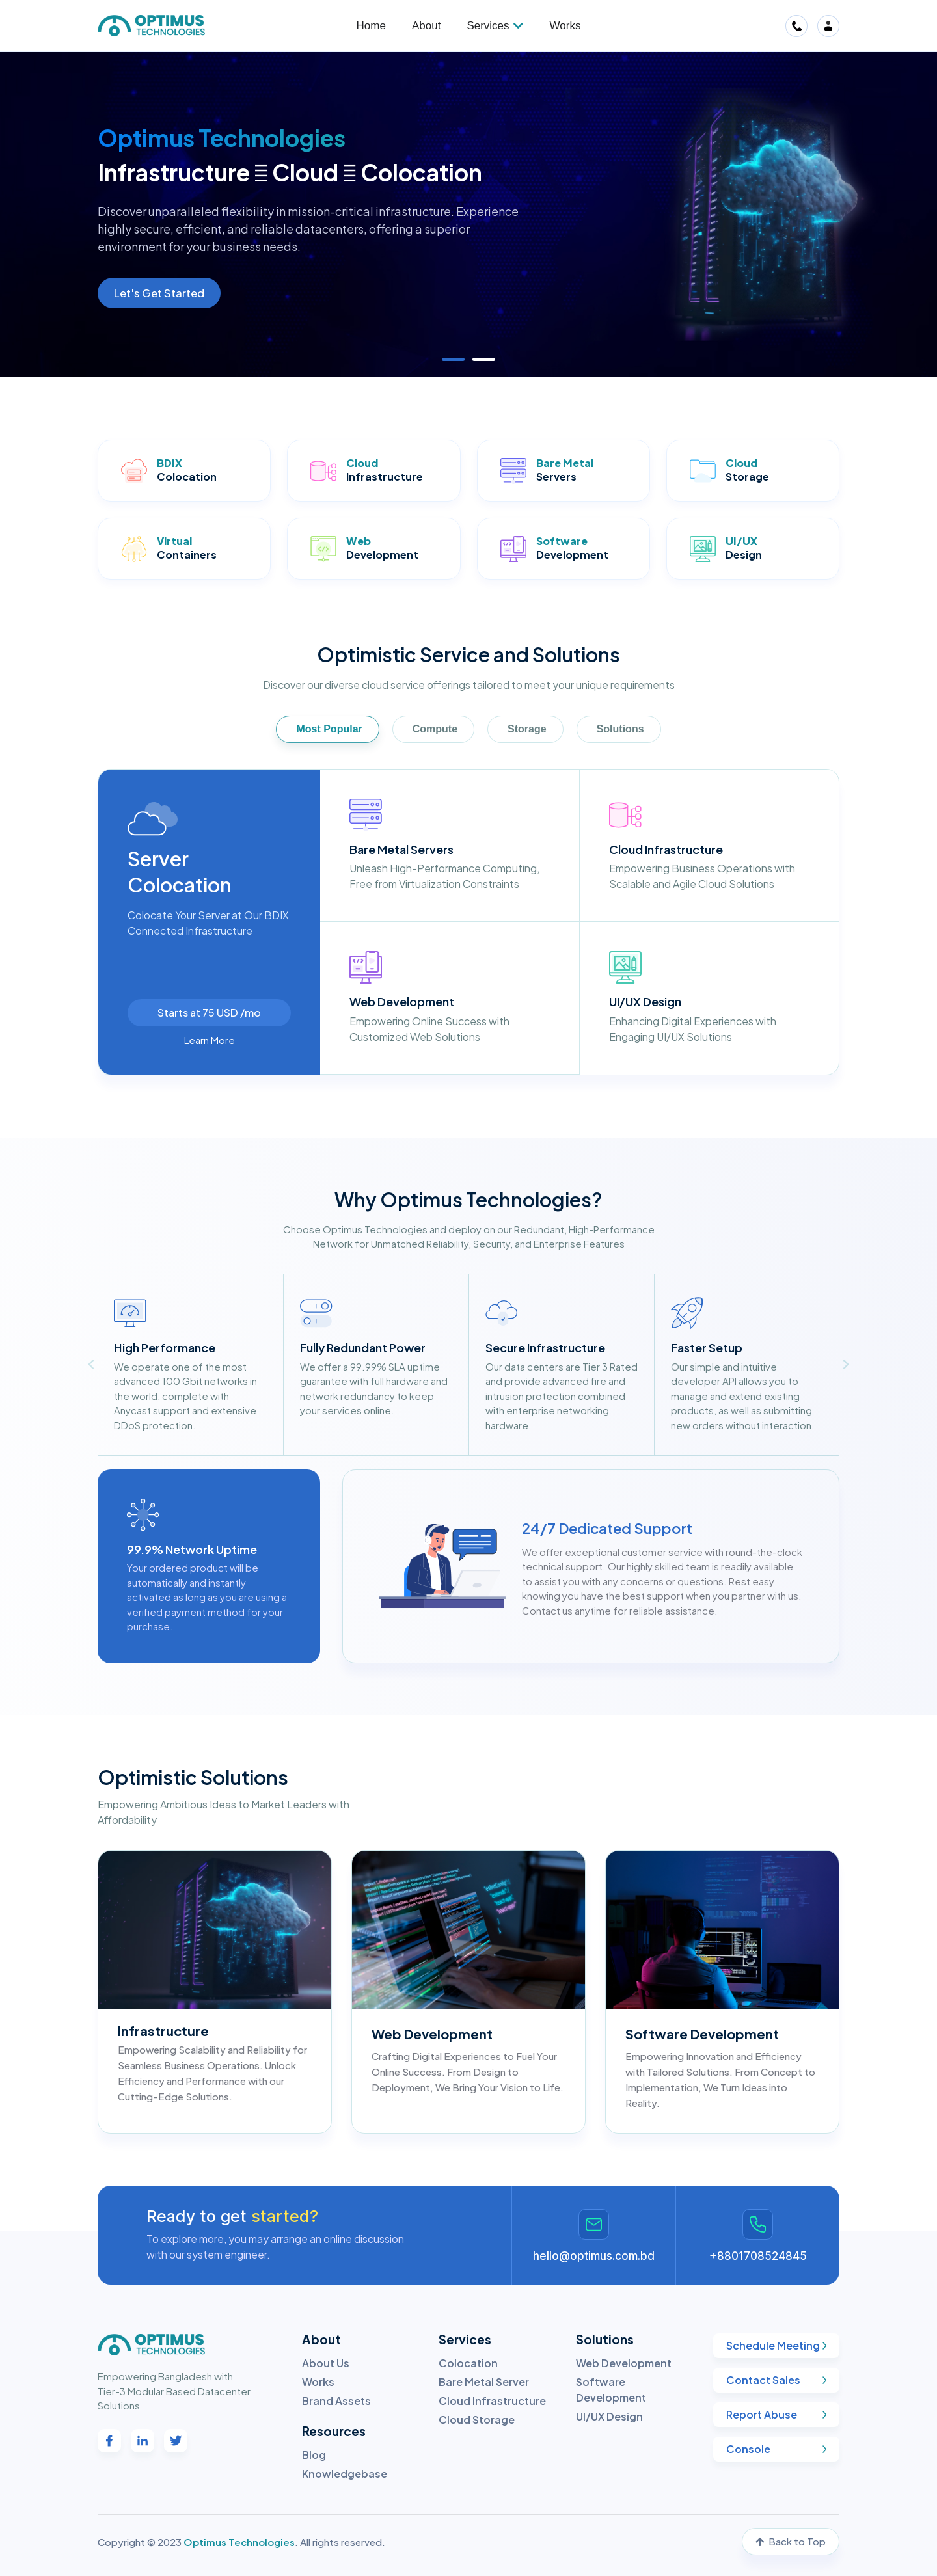 OPTIMUS
TECHNOLOGIES
Home
About
Services
Works
Optimus Technologies
Infrastructure Cloud Colocation
Discover unparalleled flexibility in mission-critical infrastructure. Experience
highly secure, efficient, and reliable datacenters, offering a superior
environment for your business needs.
Let's Get Started
BDIX
Colocation
Cloud
Infrastructure
Bare Metal
Servers
Cloud
Storage
Virtual
Containers
Web
Development
Software
Development
UI/UX
Design
Optimistic Service and Solutions
Discover our diverse cloud service offerings tailored to meet your unique requirements
Most Popular
Compute
Storage
Solutions
Server
Colocation
Colocate Your Server at Our BDIX
Connected Infrastructure
Starts at 75 USD /mo
Learn More
Bare Metal Servers
Unleash High-Performance Computing,
Free from Virtualization Constraints
Cloud Infrastructure
Empowering Business Operations with
Scalable and Agile Cloud Solutions
Web Development
Empowering Online Success with
Customized Web Solutions
UI/UX Design
Enhancing Digital Experiences with
Engaging UI/UX Solutions
Why Optimus Technologies?
Choose Optimus Technologies and deploy on our Redundant, High-Performance
Network for Unmatched Reliability, Security, and Enterprise Features
High Performance
We operate one of the most
advanced 100 Gbit networks in
the world, complete with
Anycast support and extensive
DDoS protection.
Fully Redundant Power
We offer a 99.99% SLA uptime
guarantee with full hardware and
network redundancy to keep
your services online.
Secure Infrastructure
Our data centers are Tier 3 Rated
and provide advanced fire and
intrusion protection combined
with enterprise networking
hardware.
Faster Setup
Our simple and intuitive
developer API allows you to
manage and extend existing
products, as well as submitting
new orders without interaction.
99.9% Network Uptime
Your ordered product will be
automatically and instantly
activated as long as you are using a
verified payment method for your
purchase.
24/7 Dedicated Support
We offer exceptional customer service with round-the-clock
technical support. Our highly skilled team is readily available
to assist you with any concerns or questions. Rest easy
knowing you have the best support when you partner with us.
Contact us anytime for reliable assistance.
Optimistic Solutions
Empowering Ambitious Ideas to Market Leaders with
Affordability
Infrastructure
Empowering Scalability and Reliability for
Seamless Business Operations. Unlock
Efficiency and Performance with our
Cutting-Edge Solutions.
Web Development
Crafting Digital Experiences to Fuel Your
Online Success. From Design to
Deployment, We Bring Your Vision to Life.
Software Development
Empowering Innovation and Efficiency
with Tailored Solutions. From Concept to
Implementation, We Turn Ideas into
Reality.
Ready to get started?
To explore more, you may arrange an online discussion
with our system engineer.
hello@optimus.com.bd
+8801708524845
OPTIMUS
TECHNOLOGIES
Empowering Bangladesh with
Tier-3 Modular Based Datacenter
Solutions
About
About Us
Works
Brand Assets
Resources
Blog
Knowledgebase
Services
Colocation
Bare Metal Server
Cloud Infrastructure
Cloud Storage
Solutions
Web Development
Software
Development
UI/UX Design
Schedule Meeting
Contact Sales
Report Abuse
Console
Copyright © 2023 Optimus Technologies. All rights reserved.
Back to Top